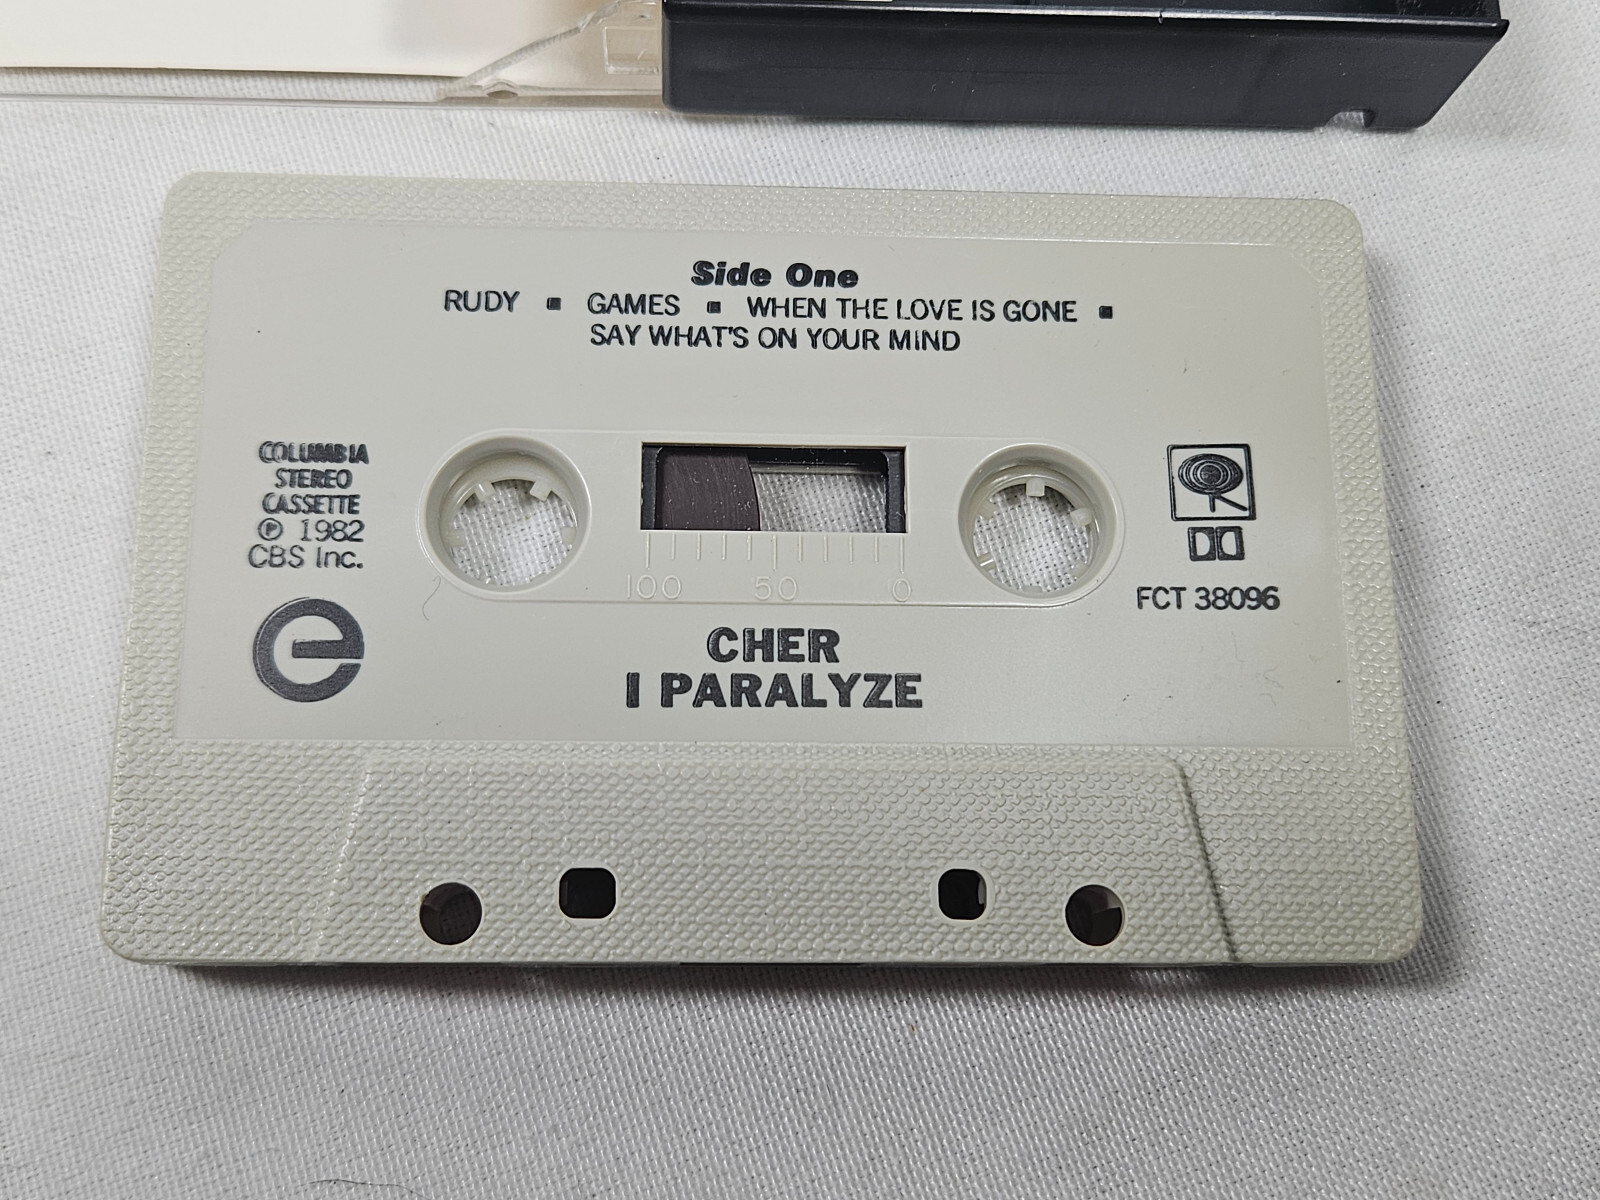 Side One
RUDY ▪ GAMES ▪ WHEN THE LOVE IS GONE ▪
SAY WHAT'S ON YOUR MIND
COLUMBIA
STEREO
CASSETTE
℗ 1982
CBS Inc.
e
100 50 0
FCT 38096
CHER
I PARALYZE